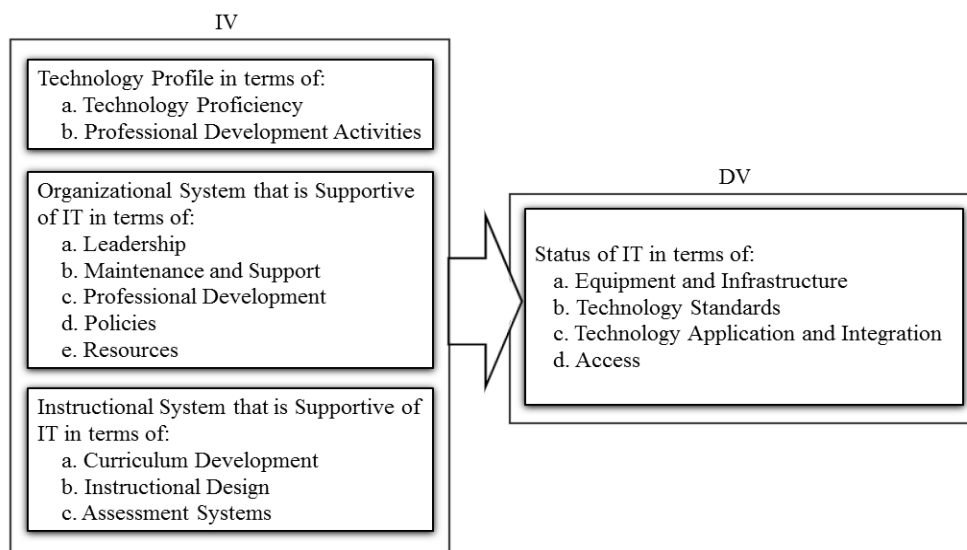 IV
Technology Profile in terms of:
a. Technology Proficiency
b. Professional Development Activities
Organizational System that is Supportive
of IT in terms of:
a. Leadership
b. Maintenance and Support
c. Professional Development
d. Policies
e. Resources
Instructional System that is Supportive of
IT in terms of:
a. Curriculum Development
b. Instructional Design
c. Assessment Systems
DV
Status of IT in terms of:
a. Equipment and Infrastructure
b. Technology Standards
c. Technology Application and Integration
d. Access